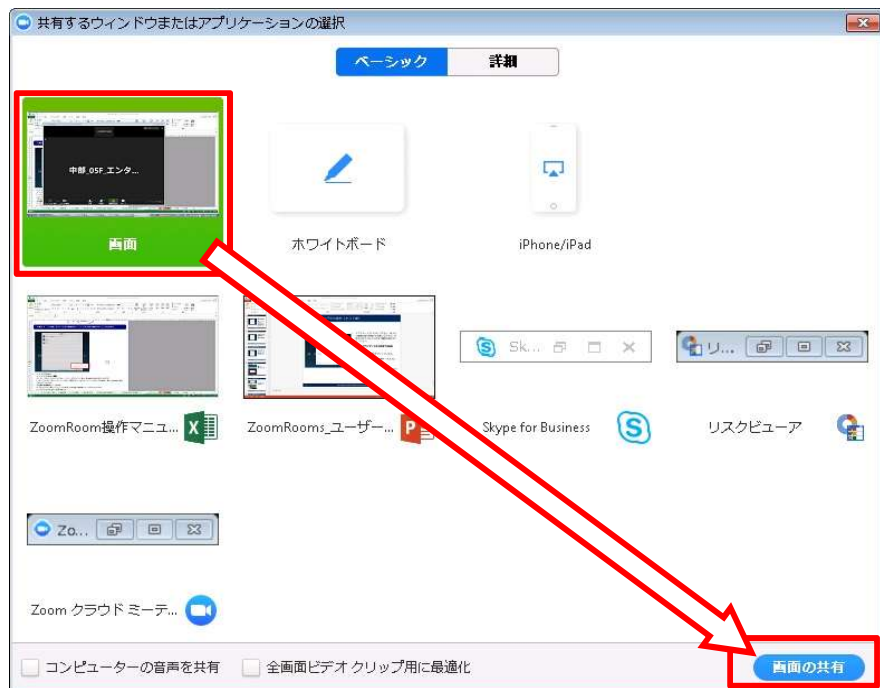 共有するウィンドウまたはアプリケーションの選択
ベーシック 詳細
中部_05F_エンタ...
画面
ホワイトボード
iPhone/iPad
Sk...
リ...
ZoomRoom操作マニュ...
ZoomRooms_ユーザー...
Skype for Business
リスクビューア
Zo...
Zoom クラウド ミーテ...
コンピューターの音声を共有
全画面ビデオ クリップ用に最適化
画面の共有